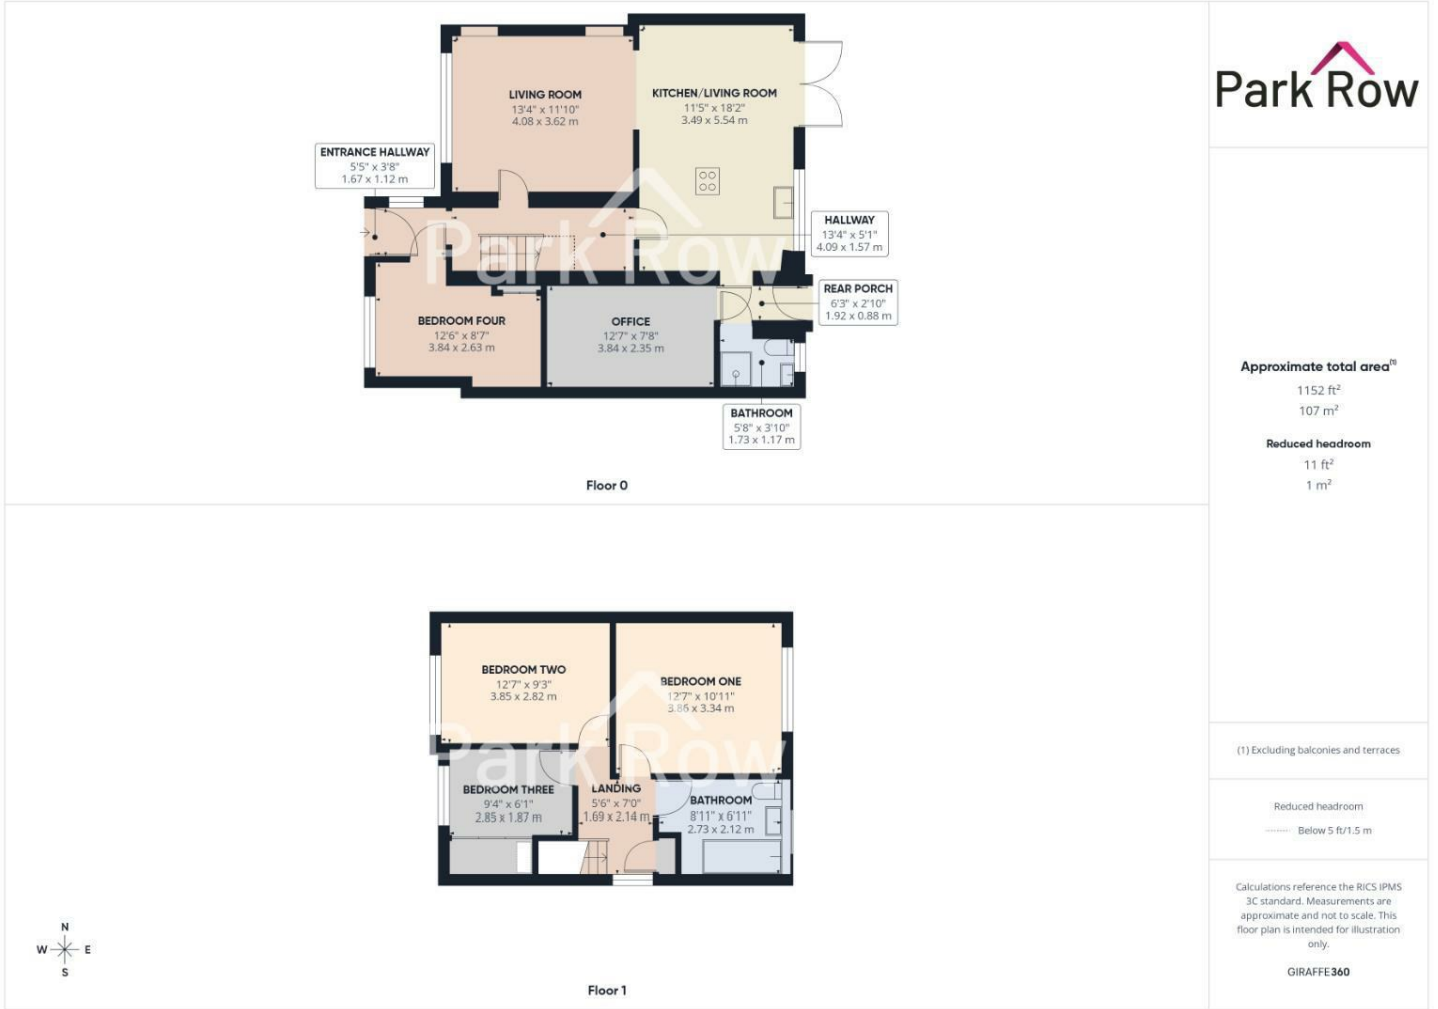 LIVING ROOM
13'4" x 11'10"
4.08 x 3.62 m
KITCHEN/LIVING ROOM
11'5" x 18'2"
3.49 x 5.54 m
ENTRANCE HALLWAY
5'5" x 3'8"
1.67 x 1.12 m
HALLWAY
13'4" x 5'1"
4.09 x 1.57 m
REAR PORCH
6'3" x 2'10"
1.92 x 0.88 m
BEDROOM FOUR
12'6" x 8'7"
3.84 x 2.63 m
OFFICE
12'7" x 7'8"
3.84 x 2.35 m
BATHROOM
5'8" x 3'10"
1.73 x 1.17 m
Park Row
Floor 0
BEDROOM TWO
12'7" x 9'3"
3.85 x 2.82 m
BEDROOM ONE
12'7" x 10'11"
3.86 x 3.34 m
BEDROOM THREE
9'4" x 6'1"
2.85 x 1.87 m
LANDING
5'6" x 7'0"
1.69 x 2.14 m
BATHROOM
8'11" x 6'11"
2.73 x 2.12 m
Park Row
N
W E
S
Floor 1
Park Row
Approximate total area(1)
1152 ft²
107 m²
Reduced headroom
11 ft²
1 m²
(1) Excluding balconies and terraces
Reduced headroom
Below 5 ft/1.5 m
Calculations reference the RICS IPMS
3C standard. Measurements are
approximate and not to scale. This
floor plan is intended for illustration
only.
GIRAFFE360